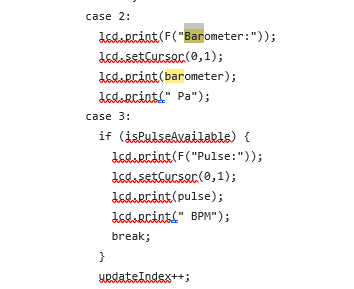 case 2:
lcd.print(F("Barometer:"));
lcd.setCursor(0,1);
lcd.print(barometer);
lcd.print(" Pa");
case 3:
if (isPulseAvailable) {
lcd.print(F("Pulse:"));
lcd.setCursor(0,1);
lcd.print(pulse);
lcd.print(" BPM");
break;
}
updateIndex++;